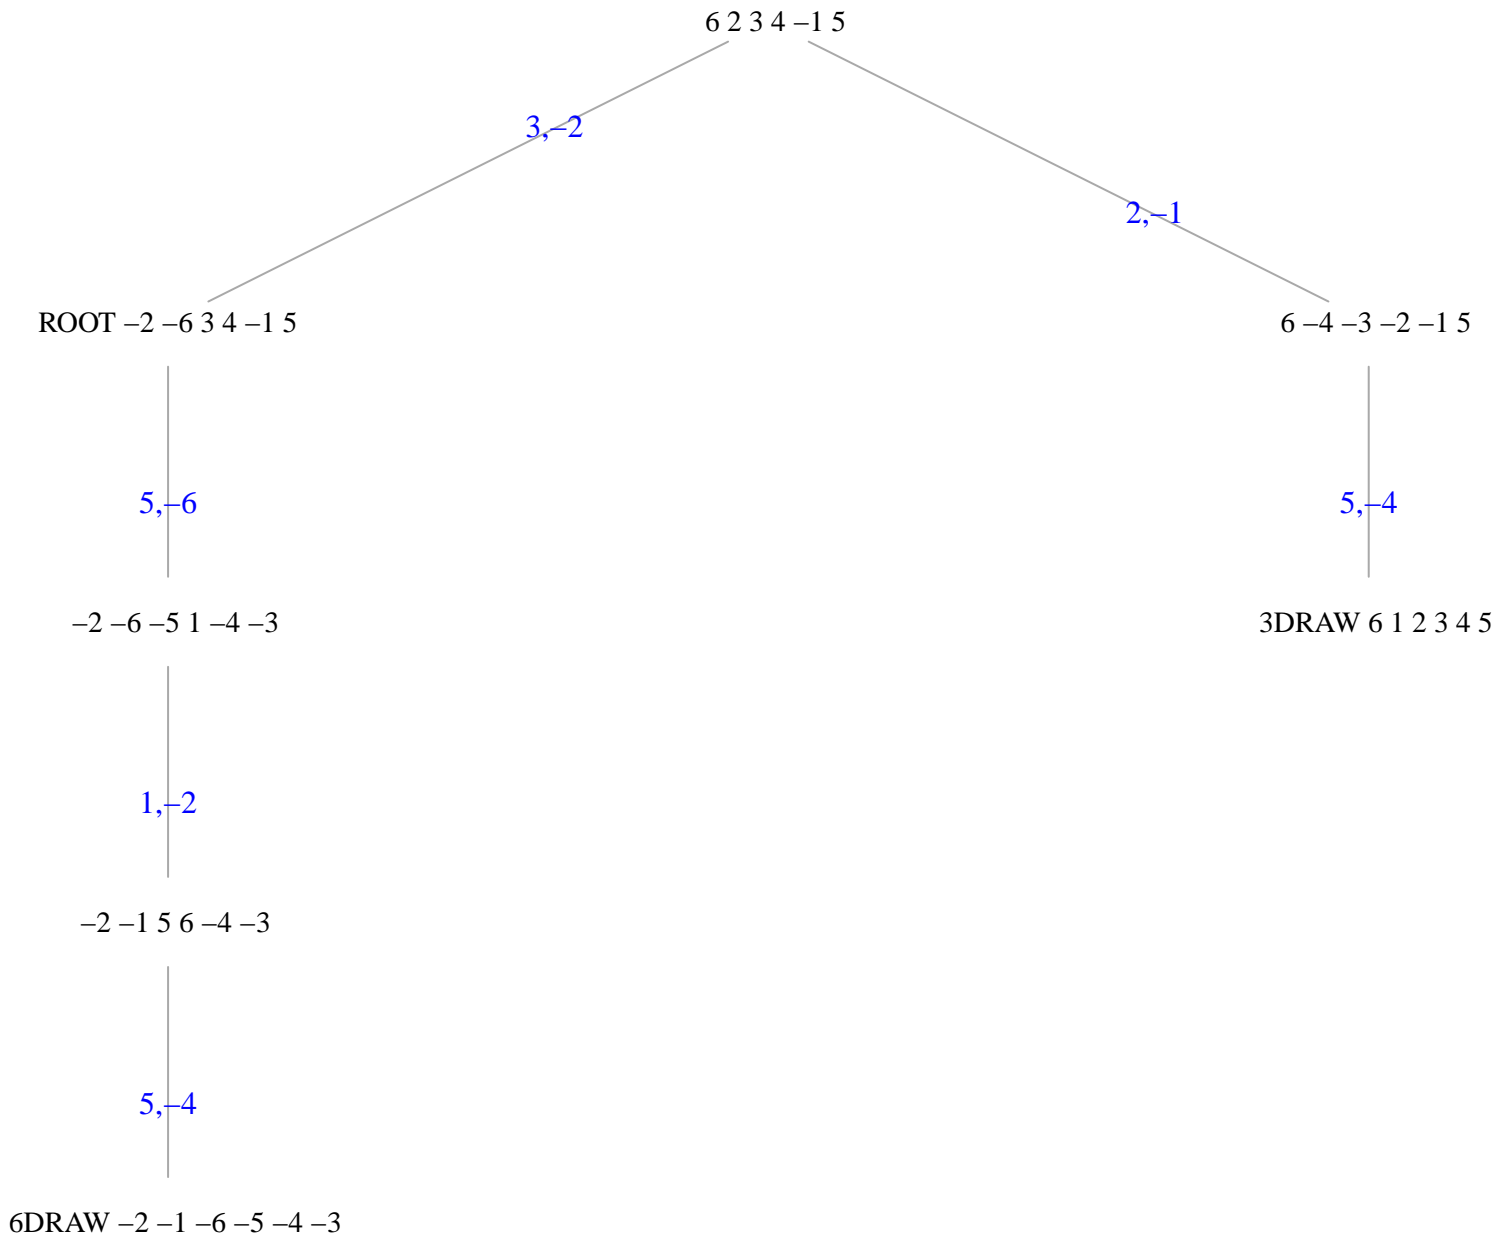 6 2 3 4 –1 5
3,–2
2,–1
ROOT –2 –6 3 4 –1 5
6 –4 –3 –2 –1 5
5,–6
5,–4
–2 –6 –5 1 –4 –3
3DRAW 6 1 2 3 4 5
1,–2
–2 –1 5 6 –4 –3
5,–4
6DRAW –2 –1 –6 –5 –4 –3